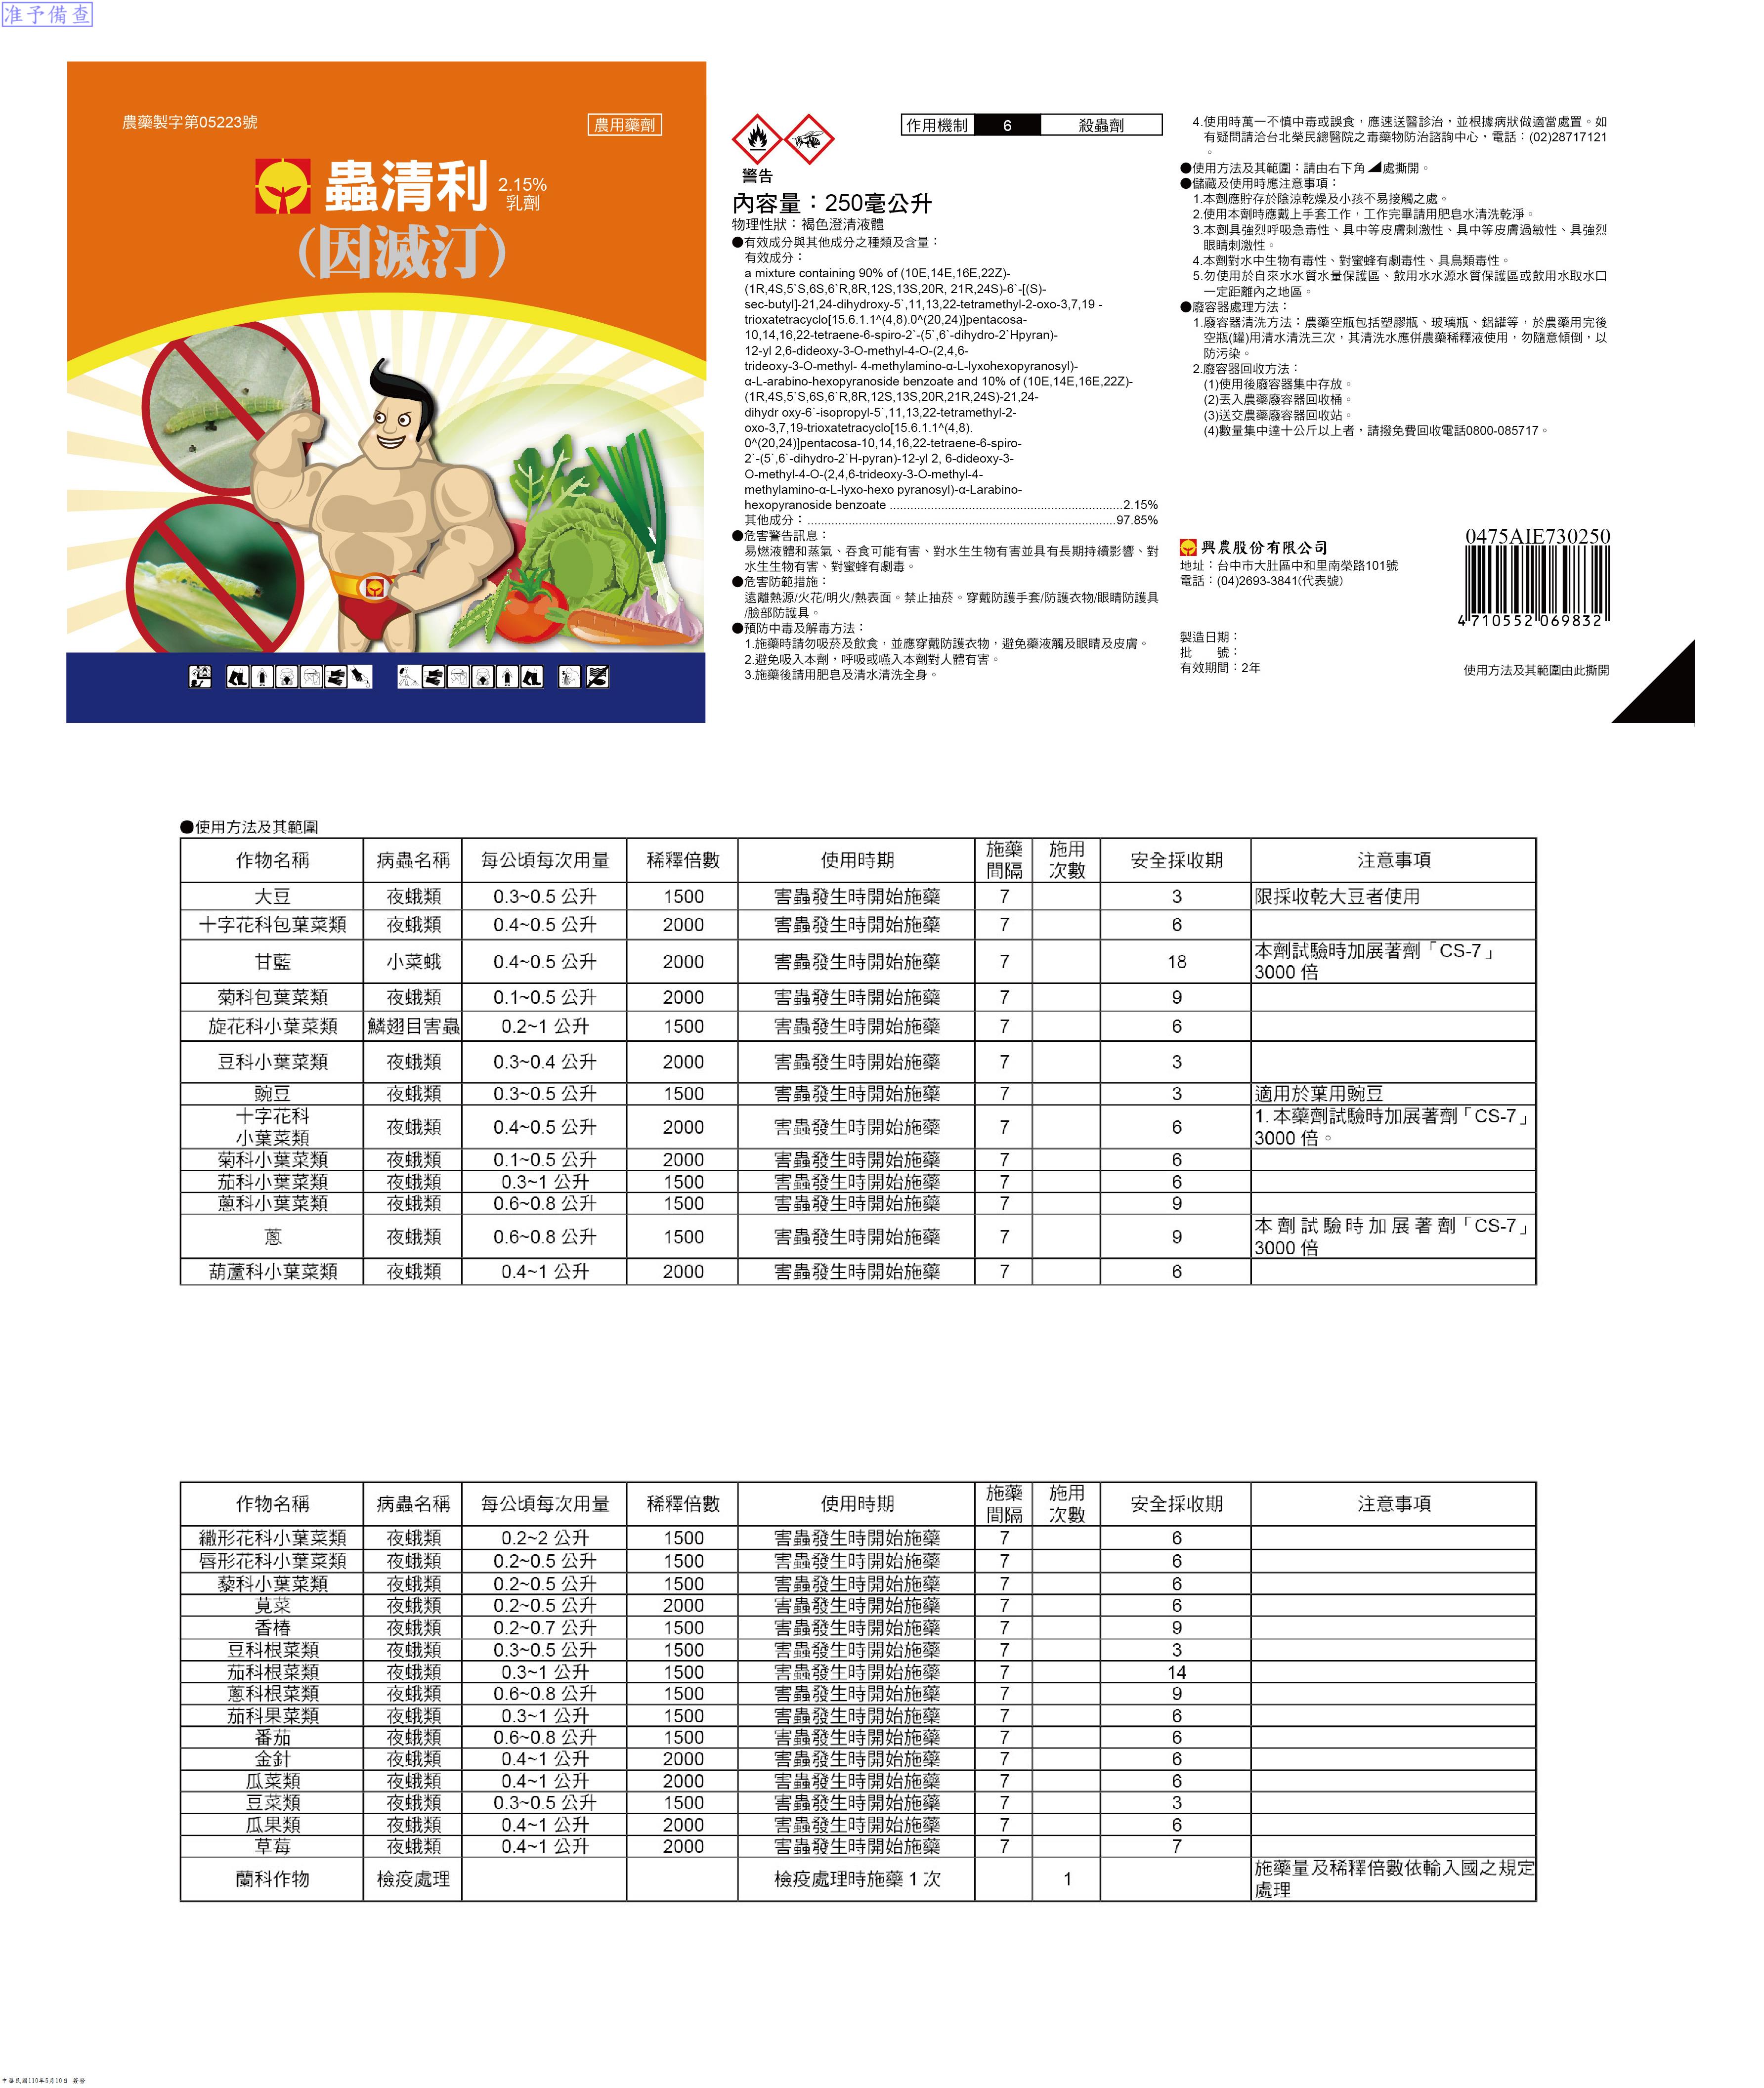 准予備查
農藥製字第05223號
農用藥劑
蟲清利 2.15% 乳劑
(因滅汀)
作用機制 6 殺蟲劑
警告
內容量：250毫公升
物理性狀：褐色澄清液體
●有效成分與其他成分之種類及含量：
有效成分：
a mixture containing 90% of (10E,14E,16E,22Z)-
(1R,4S,5`S,6S,6`R,8R,12S,13S,20R, 21R,24S)-6`-[(S)-
sec-butyl]-21,24-dihydroxy-5`,11,13,22-tetramethyl-2-oxo-3,7,19 -
trioxatetracyclo[15.6.1.1^(4,8).0^(20,24)]pentacosa-
10,14,16,22-tetraene-6-spiro-2`-(5`,6`-dihydro-2`Hpyran)-
12-yl 2,6-dideoxy-3-O-methyl-4-O-(2,4,6-
trideoxy-3-O-methyl- 4-methylamino-α-L-lyxohexopyranosyl)-
α-L-arabino-hexopyranoside benzoate and 10% of (10E,14E,16E,22Z)-
(1R,4S,5`S,6S,6`R,8R,12S,13S,20R,21R,24S)-21,24-
dihydr oxy-6`-isopropyl-5`,11,13,22-tetramethyl-2-
oxo-3,7,19-trioxatetracyclo[15.6.1.1^(4,8).
0^(20,24)]pentacosa-10,14,16,22-tetraene-6-spiro-
2`-(5`,6`-dihydro-2`H-pyran)-12-yl 2, 6-dideoxy-3-
O-methyl-4-O-(2,4,6-trideoxy-3-O-methyl-4-
methylamino-α-L-lyxo-hexo pyranosyl)-α-Larabino-
hexopyranoside benzoate ................................................................2.15%
其他成分：......................................................................................97.85%
●危害警告訊息：
易燃液體和蒸氣、吞食可能有害、對水生生物有害並具有長期持續影響、對
水生生物有害、對蜜蜂有劇毒。
●危害防範措施：
遠離熱源/火花/明火/熱表面。禁止抽菸。穿戴防護手套/防護衣物/眼睛防護具
/臉部防護具。
●預防中毒及解毒方法：
1.施藥時請勿吸菸及飲食，並應穿戴防護衣物，避免藥液觸及眼睛及皮膚。
2.避免吸入本劑，呼吸或嚥入本劑對人體有害。
3.施藥後請用肥皂及清水清洗全身。
4.使用時萬一不慎中毒或誤食，應速送醫診治，並根據病狀做適當處置。如
有疑問請洽台北榮民總醫院之毒藥物防治諮詢中心，電話：(02)28717121
。
●使用方法及其範圍：請由右下角◢處撕開。
●儲藏及使用時應注意事項：
1.本劑應貯存於陰涼乾燥及小孩不易接觸之處。
2.使用本劑時應戴上手套工作，工作完畢請用肥皂水清洗乾淨。
3.本劑具強烈呼吸急毒性、具中等皮膚刺激性、具中等皮膚過敏性、具強烈
眼睛刺激性。
4.本劑對水中生物有毒性、對蜜蜂有劇毒性、具鳥類毒性。
5.勿使用於自來水水質水量保護區、飲用水水源水質保護區或飲用水取水口
一定距離內之地區。
●廢容器處理方法：
1.廢容器清洗方法：農藥空瓶包括塑膠瓶、玻璃瓶、鋁罐等，於農藥用完後
空瓶(罐)用清水清洗三次，其清洗水應併農藥稀釋液使用，勿隨意傾倒，以
防污染。
2.廢容器回收方法：
(1)使用後廢容器集中存放。
(2)丟入農藥廢容器回收桶。
(3)送交農藥廢容器回收站。
(4)數量集中達十公斤以上者，請撥免費回收電話0800-085717。
興農股份有限公司
地址：台中市大肚區中和里南榮路101號
電話：(04)2693-3841(代表號)
0475AIE730250
4 710552 069832
製造日期：
批　　號：
有效期間：2年
使用方法及其範圍由此撕開
●使用方法及其範圍
作物名稱 病蟲名稱 每公頃每次用量 稀釋倍數 使用時期 施藥間隔 施用次數 安全採收期 注意事項
大豆 夜蛾類 0.3~0.5 公升 1500 害蟲發生時開始施藥 7 3 限採收乾大豆者使用
十字花科包葉菜類 夜蛾類 0.4~0.5 公升 2000 害蟲發生時開始施藥 7 6
甘藍 小菜蛾 0.4~0.5 公升 2000 害蟲發生時開始施藥 7 18 本劑試驗時加展著劑「CS-7」
3000 倍
菊科包葉菜類 夜蛾類 0.1~0.5 公升 2000 害蟲發生時開始施藥 7 9
旋花科小葉菜類 鱗翅目害蟲 0.2~1 公升 1500 害蟲發生時開始施藥 7 6
豆科小葉菜類 夜蛾類 0.3~0.4 公升 2000 害蟲發生時開始施藥 7 3
豌豆 夜蛾類 0.3~0.5 公升 1500 害蟲發生時開始施藥 7 3 適用於葉用豌豆
十字花科
小葉菜類 夜蛾類 0.4~0.5 公升 2000 害蟲發生時開始施藥 7 6 1.本藥劑試驗時加展著劑「CS-7」
3000 倍。
菊科小葉菜類 夜蛾類 0.1~0.5 公升 2000 害蟲發生時開始施藥 7 6
茄科小葉菜類 夜蛾類 0.3~1 公升 1500 害蟲發生時開始施藥 7 6
蔥科小葉菜類 夜蛾類 0.6~0.8 公升 1500 害蟲發生時開始施藥 7 9
蔥 夜蛾類 0.6~0.8 公升 1500 害蟲發生時開始施藥 7 9 本劑試驗時加展著劑「CS-7」
3000 倍
葫蘆科小葉菜類 夜蛾類 0.4~1 公升 2000 害蟲發生時開始施藥 7 6
作物名稱 病蟲名稱 每公頃每次用量 稀釋倍數 使用時期 施藥間隔 施用次數 安全採收期 注意事項
繖形花科小葉菜類 夜蛾類 0.2~2 公升 1500 害蟲發生時開始施藥 7 6
唇形花科小葉菜類 夜蛾類 0.2~0.5 公升 1500 害蟲發生時開始施藥 7 6
藜科小葉菜類 夜蛾類 0.2~0.5 公升 1500 害蟲發生時開始施藥 7 6
莧菜 夜蛾類 0.2~0.5 公升 2000 害蟲發生時開始施藥 7 6
香椿 夜蛾類 0.2~0.7 公升 1500 害蟲發生時開始施藥 7 9
豆科根菜類 夜蛾類 0.3~0.5 公升 1500 害蟲發生時開始施藥 7 3
茄科根菜類 夜蛾類 0.3~1 公升 1500 害蟲發生時開始施藥 7 14
蔥科根菜類 夜蛾類 0.6~0.8 公升 1500 害蟲發生時開始施藥 7 9
茄科果菜類 夜蛾類 0.3~1 公升 1500 害蟲發生時開始施藥 7 6
番茄 夜蛾類 0.6~0.8 公升 1500 害蟲發生時開始施藥 7 6
金針 夜蛾類 0.4~1 公升 2000 害蟲發生時開始施藥 7 6
瓜菜類 夜蛾類 0.4~1 公升 2000 害蟲發生時開始施藥 7 6
豆菜類 夜蛾類 0.3~0.5 公升 1500 害蟲發生時開始施藥 7 3
瓜果類 夜蛾類 0.4~1 公升 2000 害蟲發生時開始施藥 7 6
草莓 夜蛾類 0.4~1 公升 2000 害蟲發生時開始施藥 7 7
蘭科作物 檢疫處理 檢疫處理時施藥 1 次 1 施藥量及稀釋倍數依輸入國之規定
處理
中華民國110年5月10日 簽發